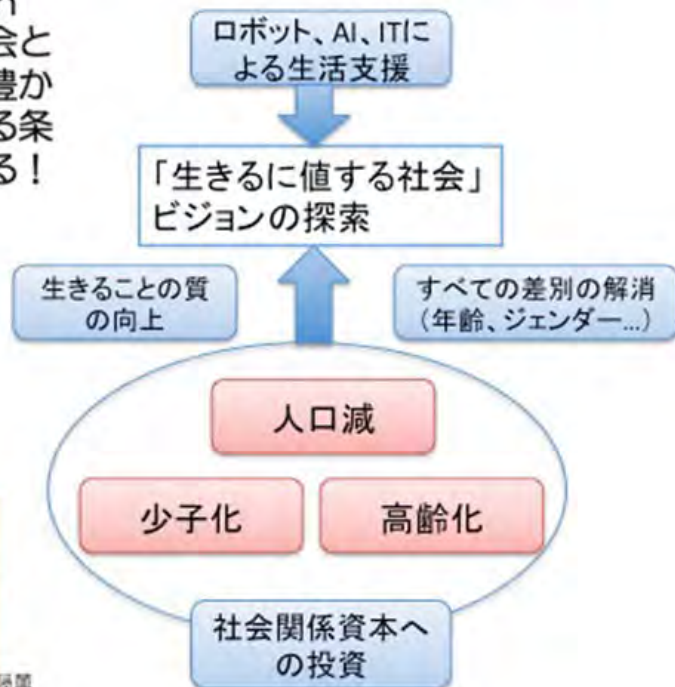 会と
豊か
る条
る！
ロボット、AI、ITに
よる生活支援
「生きるに値する社会」
ビジョンの探索
生きることの質
の向上
すべての差別の解消
（年齢、ジェンダー...）
人口減
少子化
高齢化
社会関係資本へ
の投資